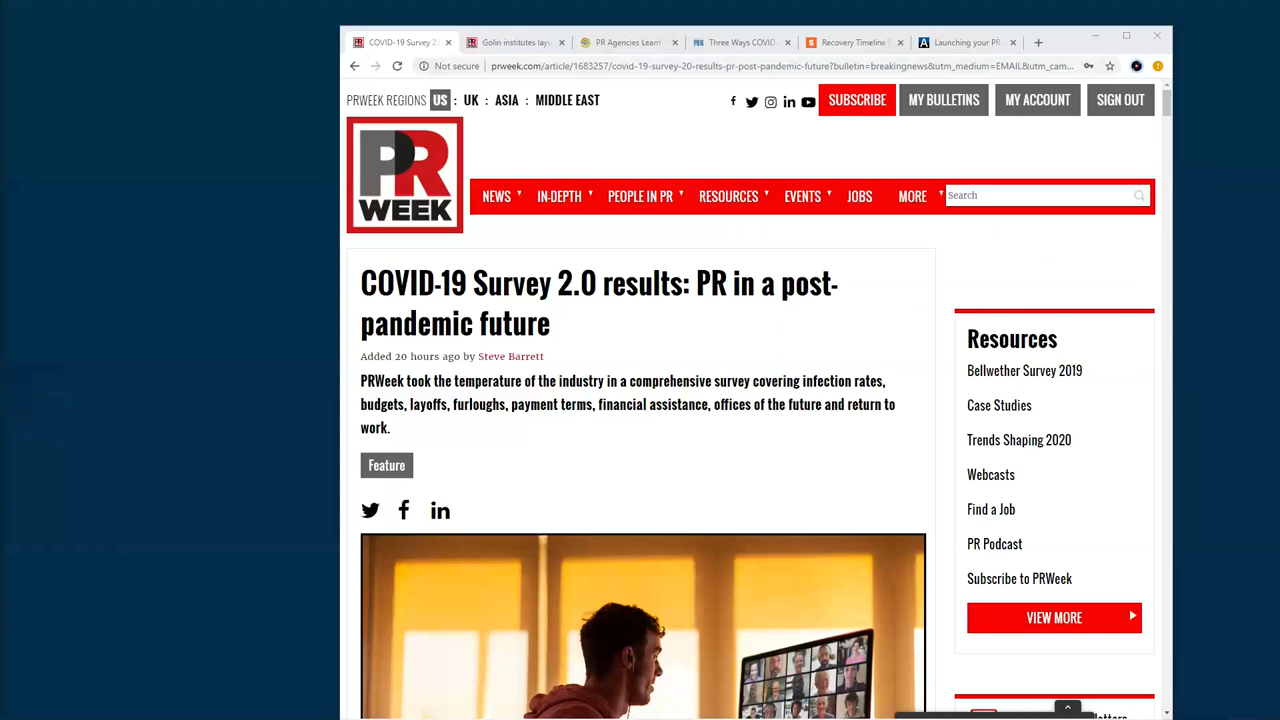 COVID-19 Survey 2.
Golin institutes layo
PR Agencies Learn
Three Ways COVID-
Recovery Timeline
Launching your PR
Not secure
prweek.com/article/1683257/covid-19-survey-20-results-pr-post-pandemic-future?bulletin=breakingnews&utm_medium=EMAIL&utm_cam...
PRWEEK REGIONS US : UK : ASIA : MIDDLE EAST
SUBSCRIBE
MY BULLETINS
MY ACCOUNT
SIGN OUT
PR WEEK
NEWS
IN-DEPTH
PEOPLE IN PR
RESOURCES
EVENTS
JOBS
MORE
Search
COVID-19 Survey 2.0 results: PR in a post-
pandemic future
Added 20 hours ago by Steve Barrett
PRWeek took the temperature of the industry in a comprehensive survey covering infection rates,
budgets, layoffs, furloughs, payment terms, financial assistance, offices of the future and return to
work.
Feature
Resources
Bellwether Survey 2019
Case Studies
Trends Shaping 2020
Webcasts
Find a Job
PR Podcast
Subscribe to PRWeek
VIEW MORE